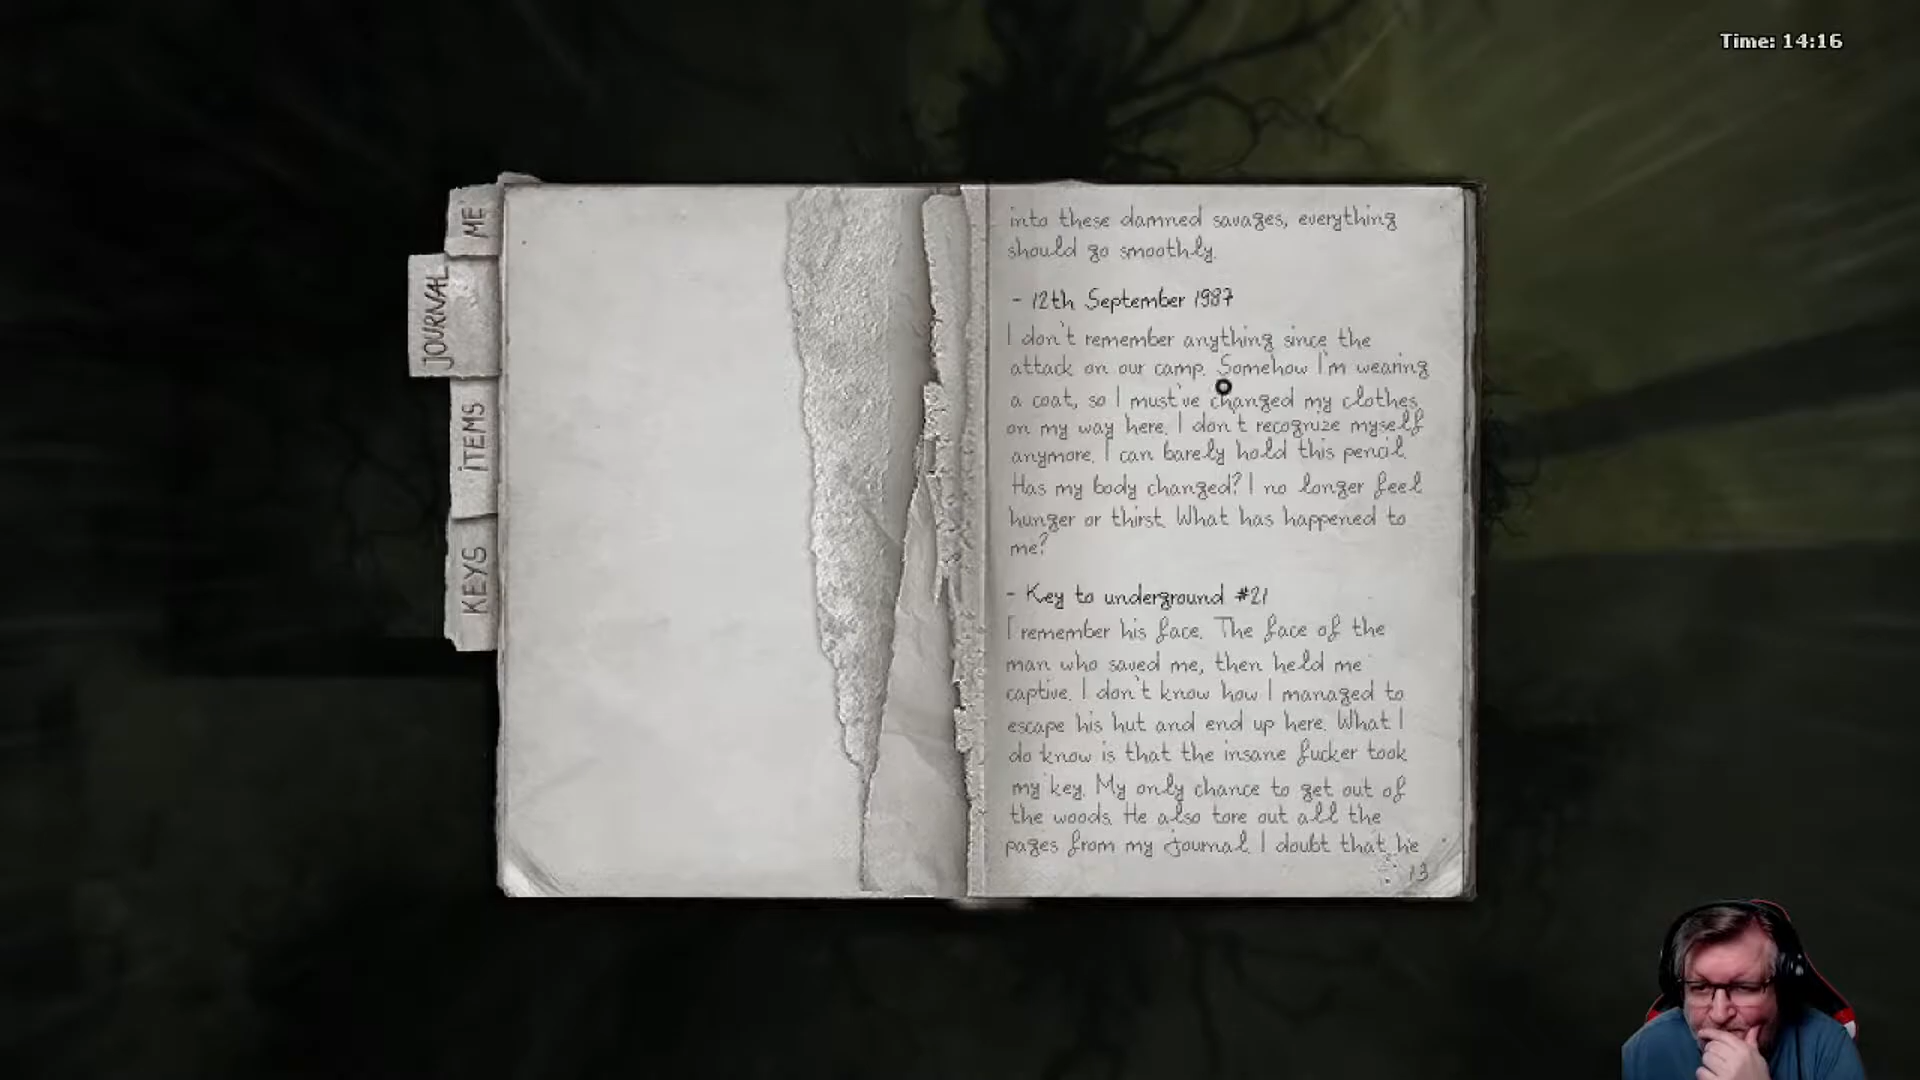 Time: 14:16
ME
JOURNAL
ITEMS
KEYS
into these damned savages, everything
should go smoothly.
- 12th September 1987
I don't remember anything since the
attack on our camp. Somehow I'm wearing
a coat, so I must've changed my clothes
on my way here. I don't recognize myself
anymore. I can barely hold this pencil.
Has my body changed? I no longer feel
hunger or thirst. What has happened to
me?
- Key to underground #21
I remember his face. The face of the
man who saved me, then held me
captive. I don't know how I managed to
escape his hut and end up here. What I
do know is that the insane fucker took
my key. My only chance to get out of
the woods. He also tore out all the
pages from my journal. I doubt that he
13